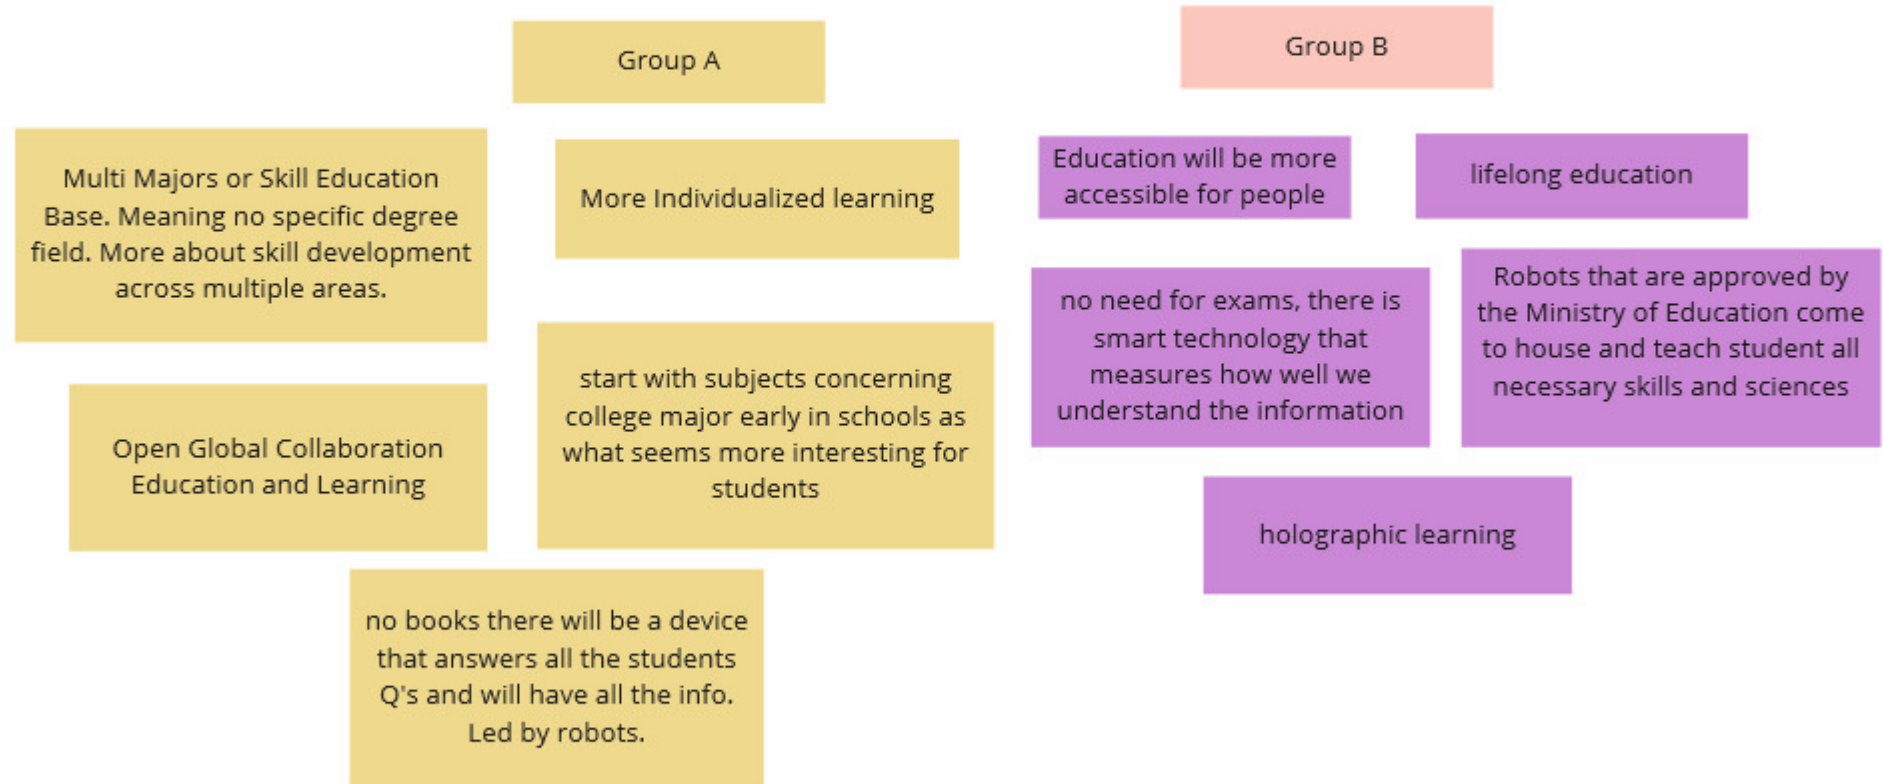 Group A
Multi Majors or Skill Education
Base. Meaning no specific degree
field. More about skill development
across multiple areas.
More Individualized learning
Open Global Collaboration
Education and Learning
start with subjects concerning
college major early in schools as
what seems more interesting for
students
no books there will be a device
that answers all the students
Q's and will have all the info.
Led by robots.
Group B
Education will be more
accessible for people
lifelong education
no need for exams, there is
smart technology that
measures how well we
understand the information
Robots that are approved by
the Ministry of Education come
to house and teach student all
necessary skills and sciences
holographic learning